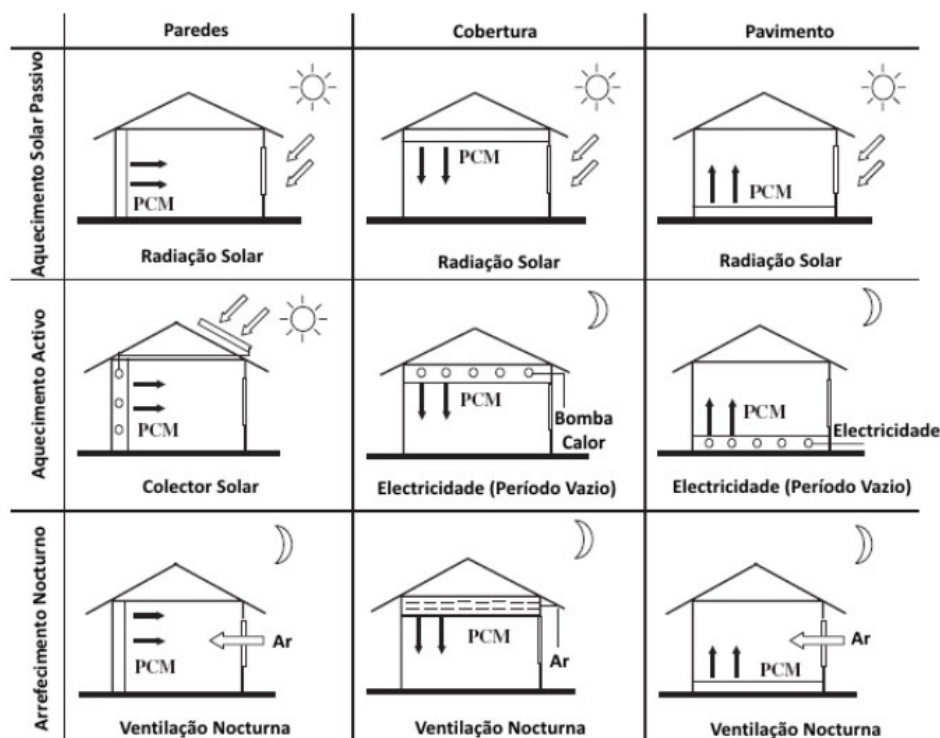 Paredes
Cobertura
Pavimento
Aquecimento Solar Passivo
PCM
Radiação Solar
PCM
Radiação Solar
PCM
Radiação Solar
Aquecimento Activo
PCM
Colector Solar
PCM
Bomba
Calor
Electricidade (Período Vazio)
PCM
Electricidade
Electricidade (Período Vazio)
Arrefecimento Nocturno
PCM
Ar
Ventilação Nocturna
PCM
Ar
Ventilação Nocturna
PCM
Ar
Ventilação Nocturna